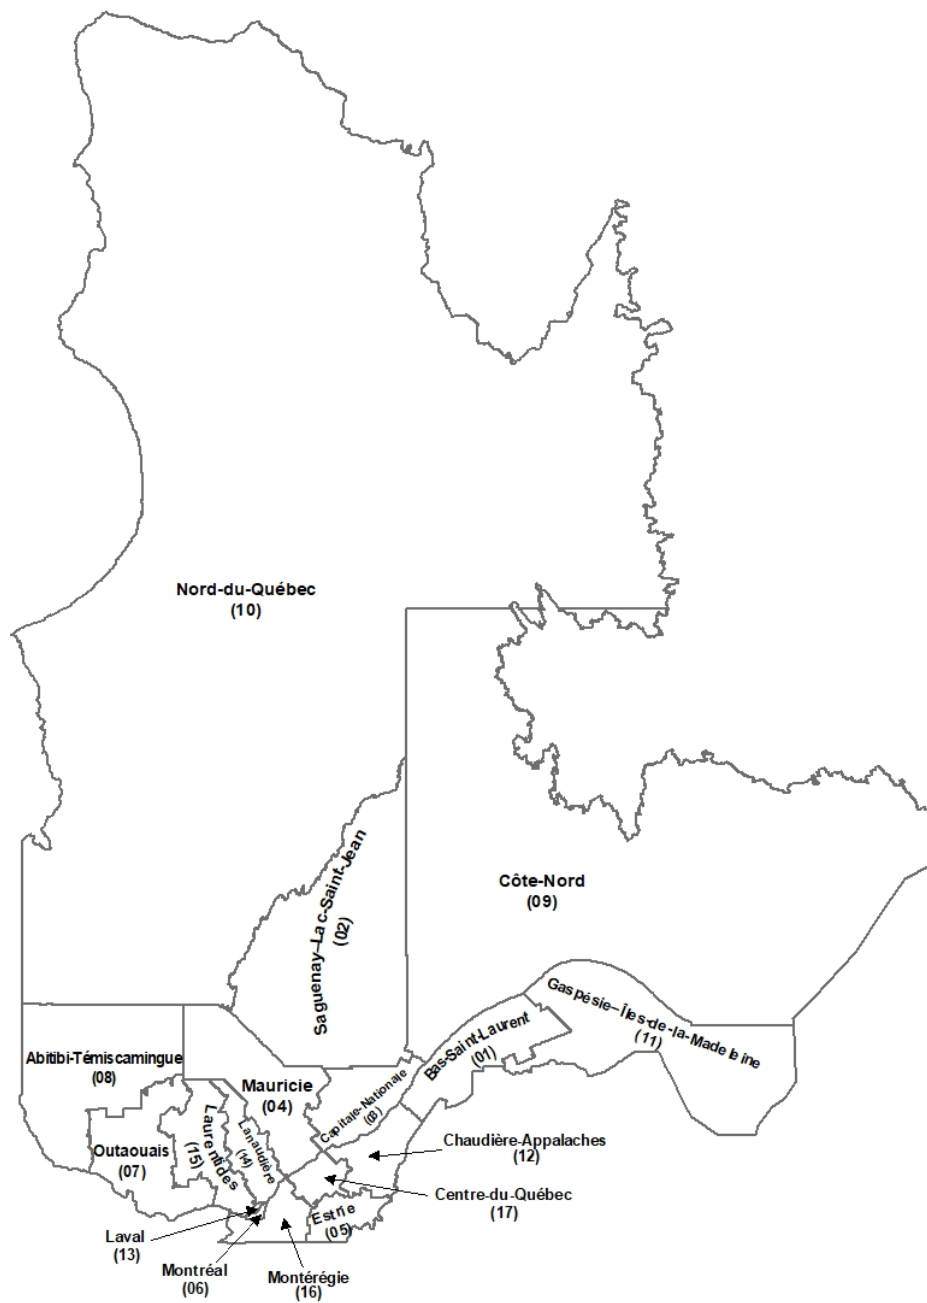 Nord-du-Québec
(10)
Saguenay–Lac-Saint-Jean
(02)
Côte-Nord
(09)
Gaspésie–Îles-de-la-Madeleine
(11)
Bas-Saint-Laurent
(01)
Abitibi-Témiscamingue
(08)
Mauricie
(04)
Capitale-Nationale
(03)
Outaouais
(07)
Laurentides
(15)
Lanaudière
(14)
Chaudière-Appalaches
(12)
Centre-du-Québec
(17)
Estrie
(05)
Laval
(13)
Montréal
(06)
Montérégie
(16)